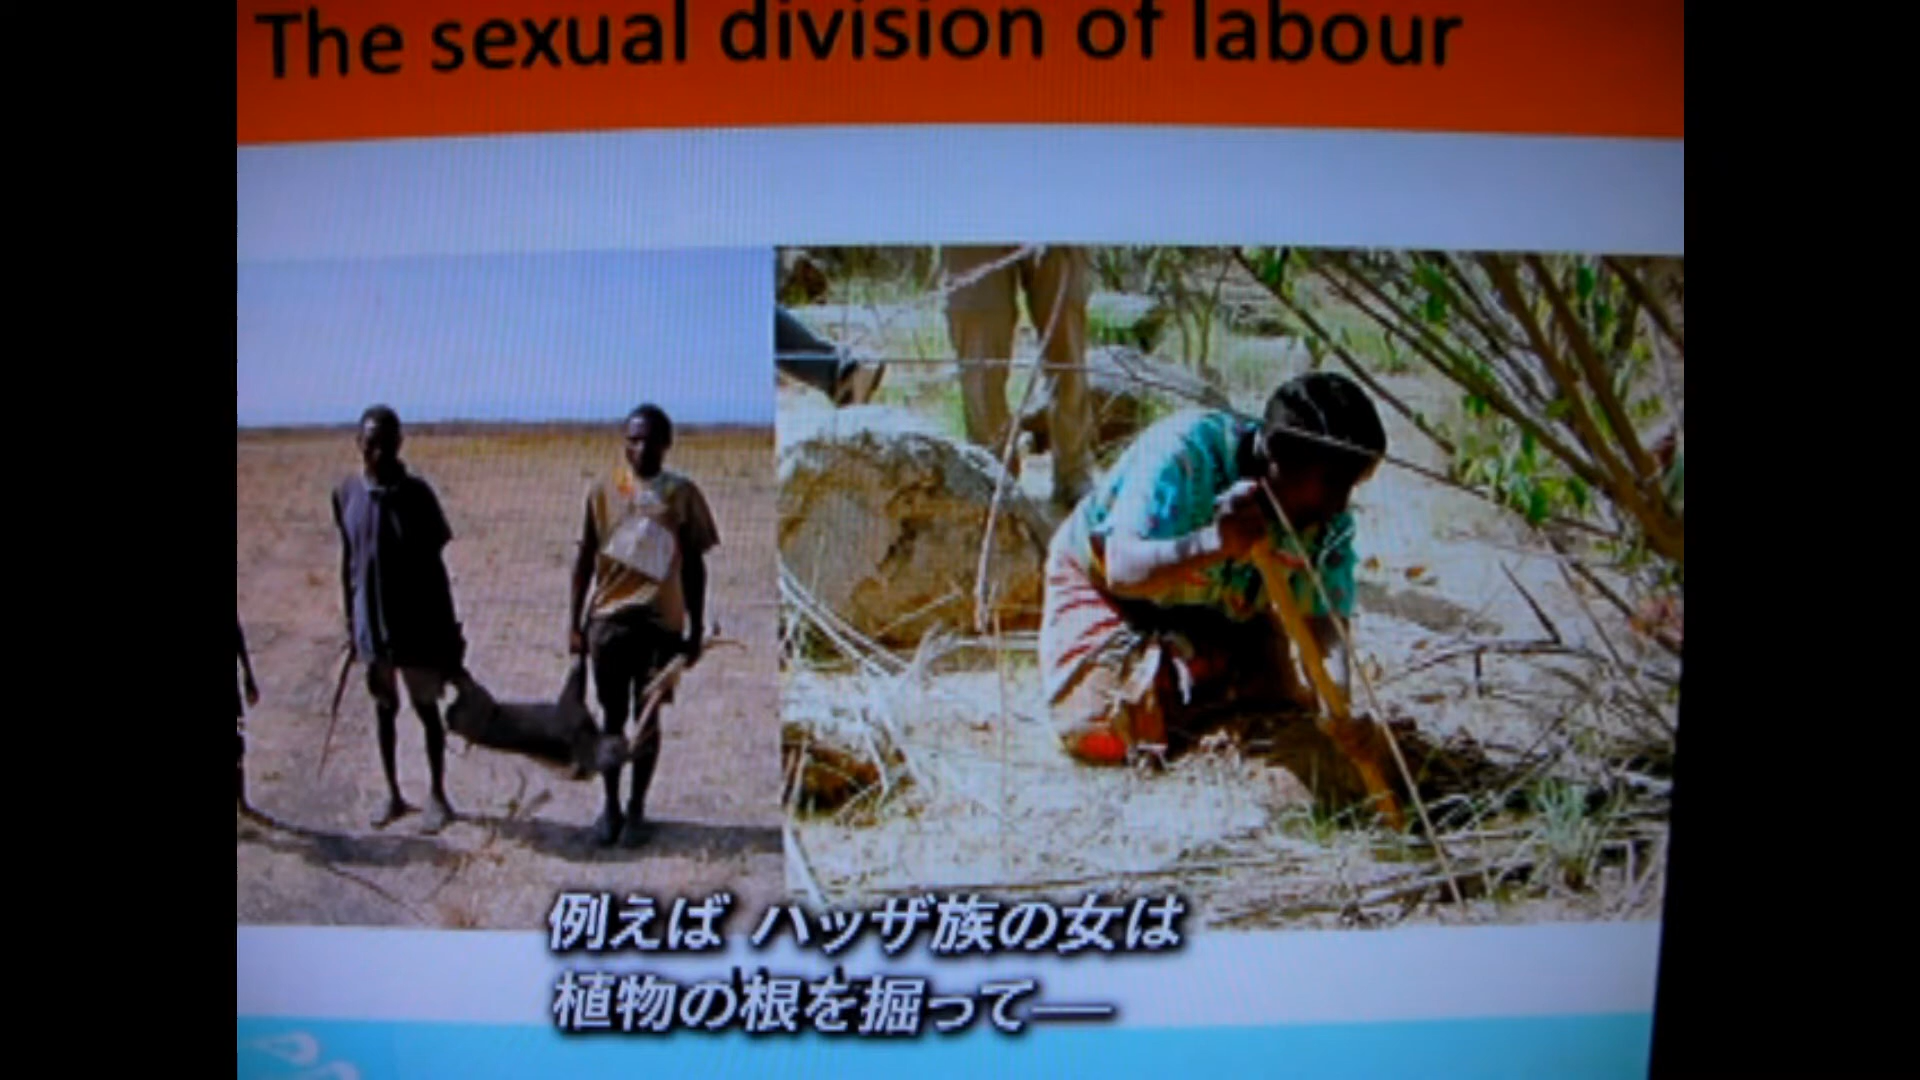 The sexual division of labour
例えば ハッザ族の女は
植物の根を掘って──